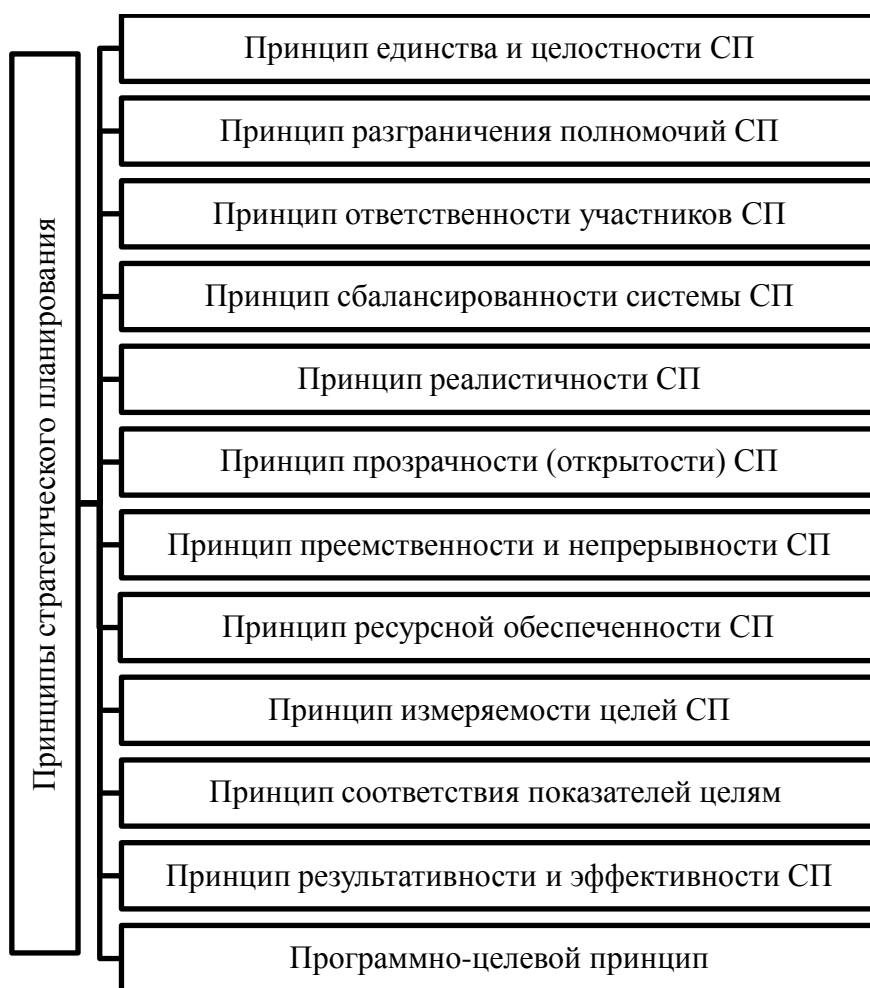 Принципы стратегического планирования
Принцип единства и целостности СП
Принцип разграничения полномочий СП
Принцип ответственности участников СП
Принцип сбалансированности системы СП
Принцип реалистичности СП
Принцип прозрачности (открытости) СП
Принцип преемственности и непрерывности СП
Принцип ресурсной обеспеченности СП
Принцип измеряемости целей СП
Принцип соответствия показателей целям
Принцип результативности и эффективности СП
Программно-целевой принцип